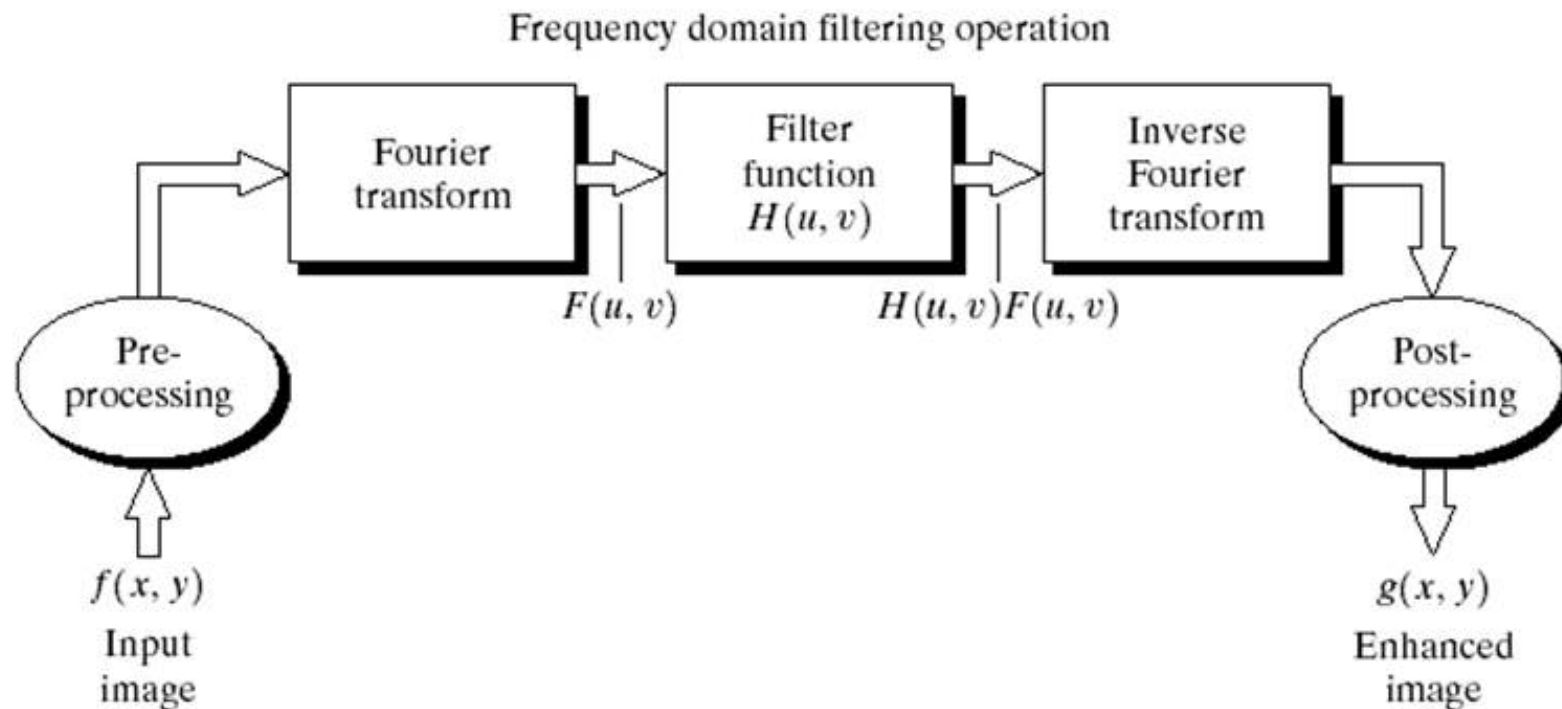 Frequency domain filtering operation
Fourier
transform
Filter
function
H(u, v)
Inverse
Fourier
transform
F(u, v)
H(u, v)F(u, v)
Pre-
processing
Post-
processing
f(x, y)
Input
image
g(x, y)
Enhanced
image